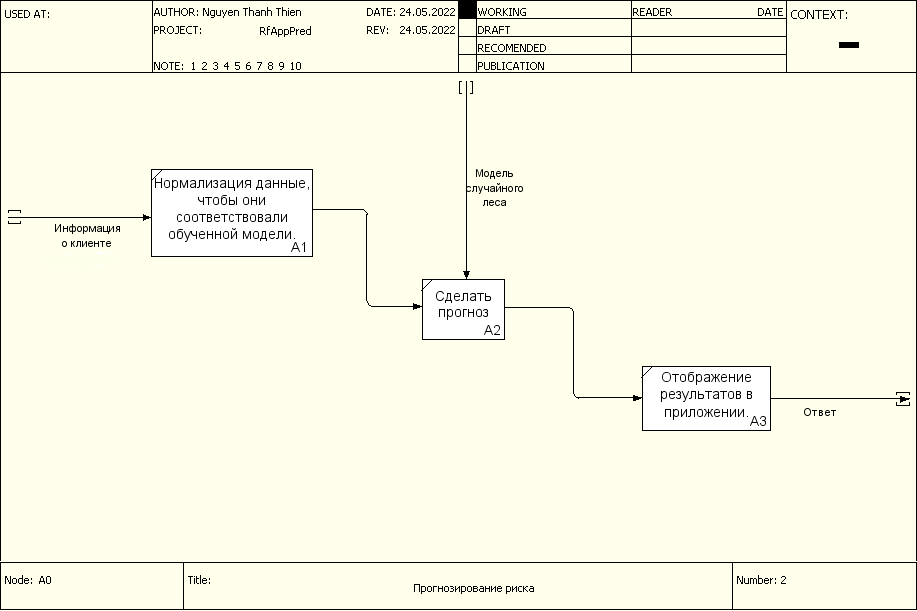 USED AT:
AUTHOR: Nguyen Thanh Thien
DATE: 24.05.2022
PROJECT: RfAppPred
REV: 24.05.2022
NOTE: 1 2 3 4 5 6 7 8 9 10
WORKING
DRAFT
RECOMENDED
PUBLICATION
READER
DATE
CONTEXT:
Модель
случайного
леса
Нормализация данные,
чтобы они
соответствовали
обученной модели.
A1
Информация
о клиенте
Сделать
прогноз
A2
Отображение
результатов в
приложении.
A3
Ответ
Node: A0
Title:
Прогнозирование риска
Number: 2